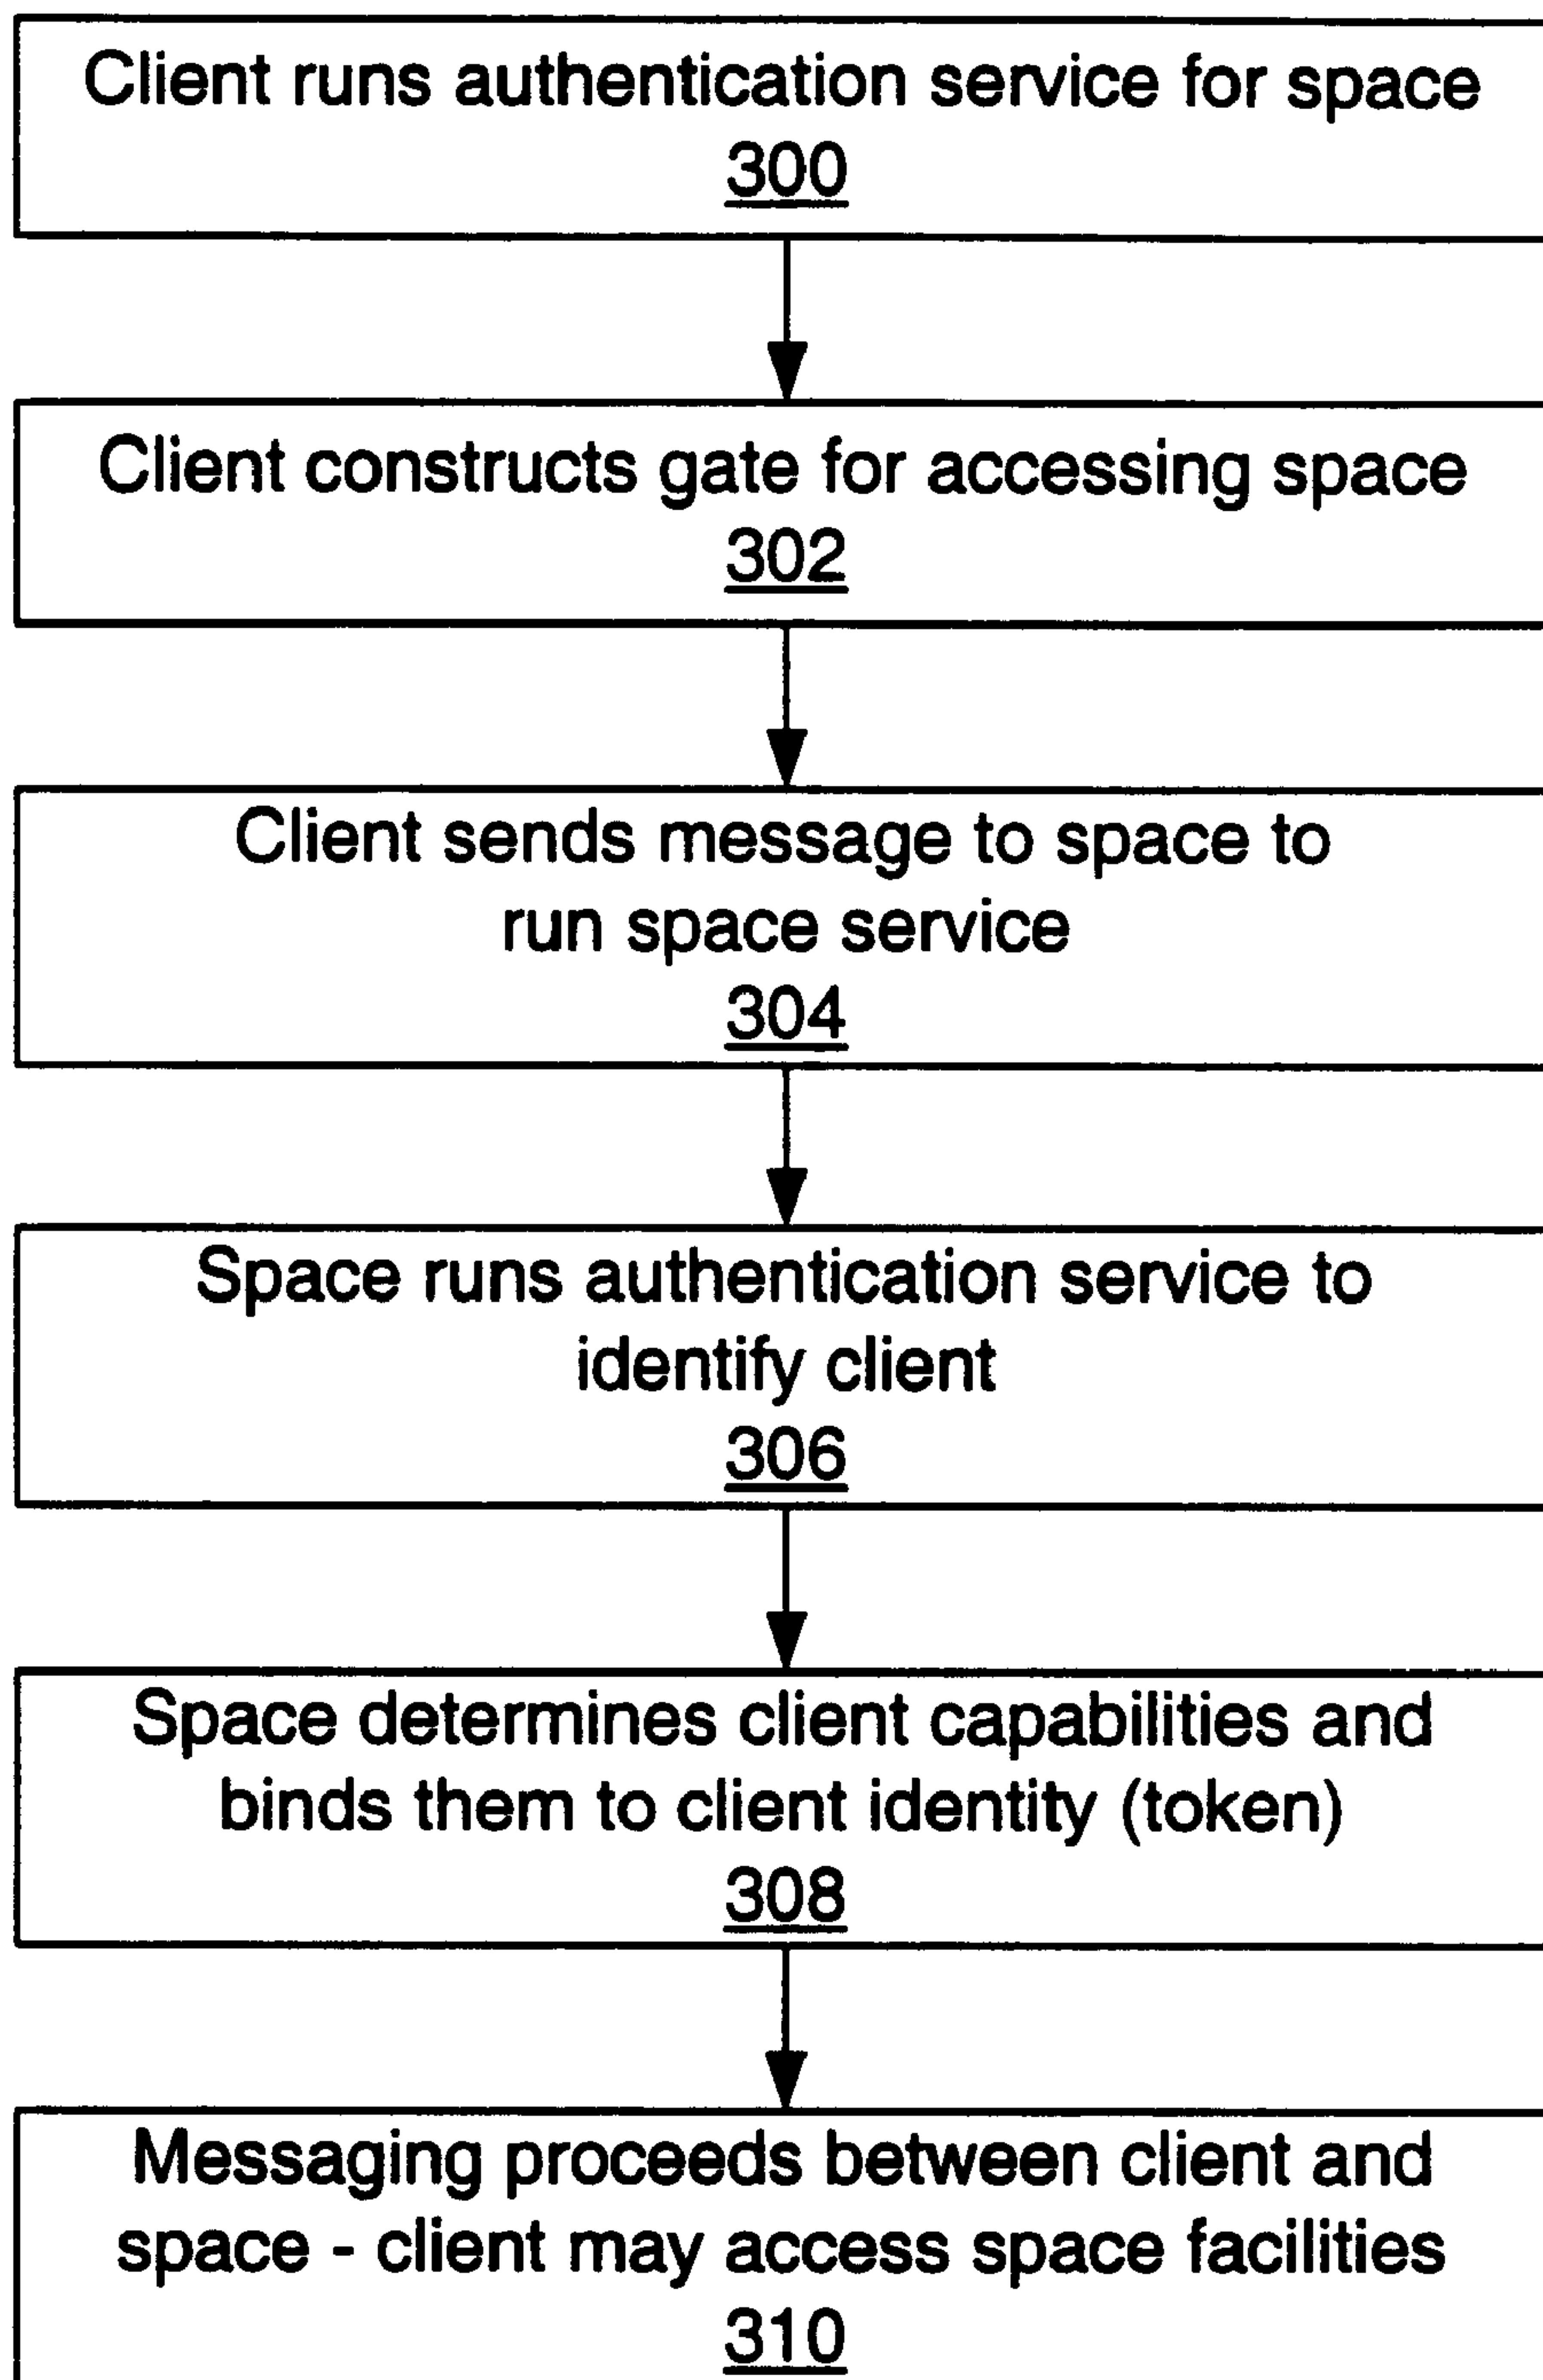 Client runs authentication service for space
300
Client constructs gate for accessing space
302
Client sends message to space to
run space service
304
Space runs authentication service to
identify client
306
Space determines client capabilities and
binds them to client identity (token)
308
Messaging proceeds between client and
space - client may access space facilities
310